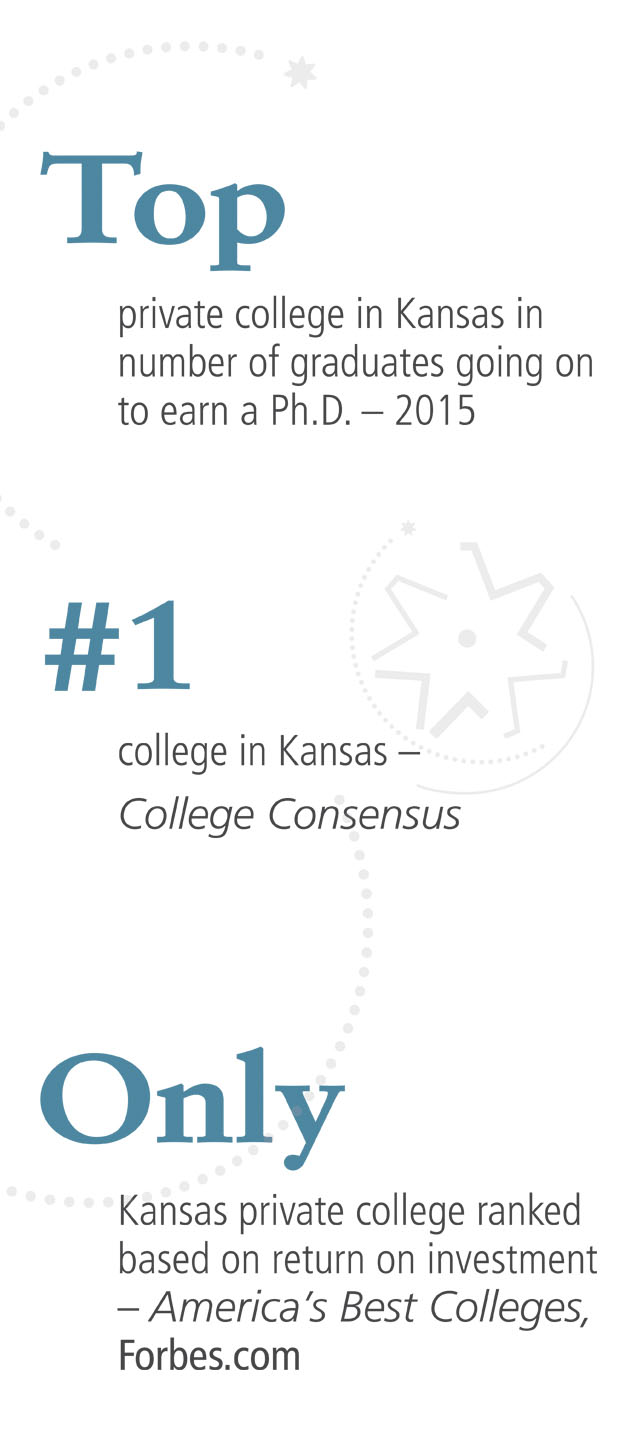 Top
private college in Kansas in
number of graduates going on
to earn a Ph.D. – 2015
#1
college in Kansas –
College Consensus
Only
Kansas private college ranked
based on return on investment
– America’s Best Colleges,
Forbes.com